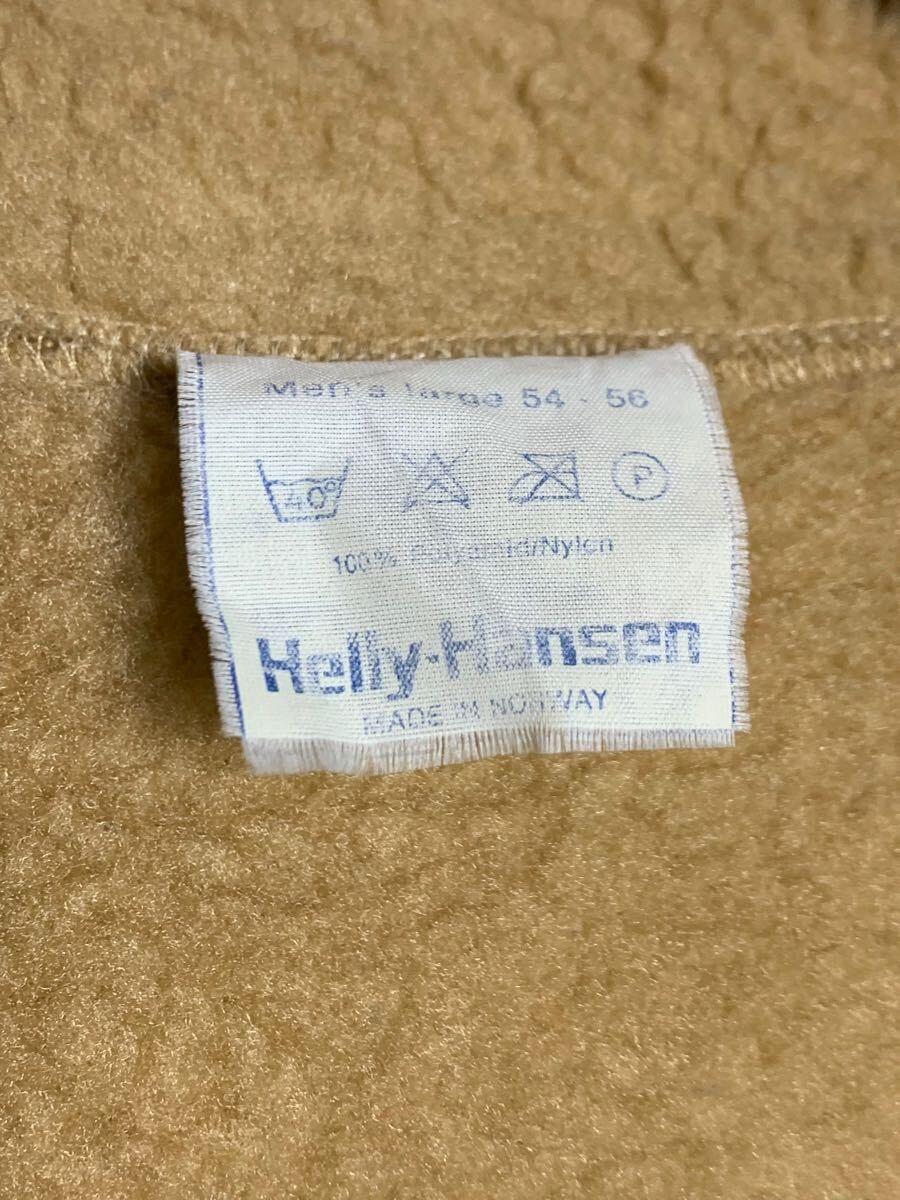 Men's large 54 - 56
40° P
100% Polyamid/Nylon
Helly-Hansen
MADE IN NORWAY